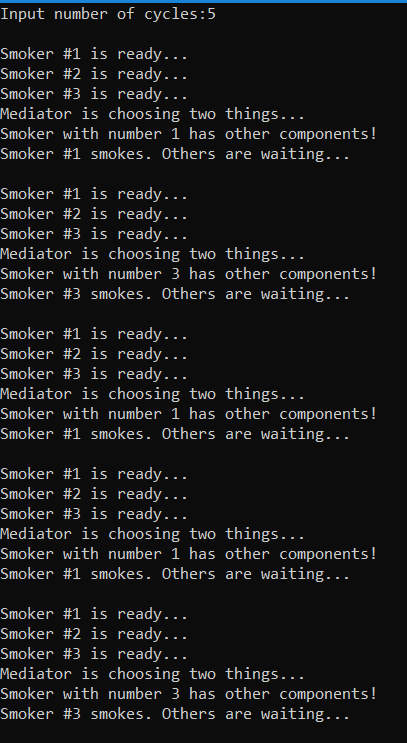 Input number of cycles:5
Smoker #1 is ready...
Smoker #2 is ready...
Smoker #3 is ready...
Mediator is choosing two things...
Smoker with number 1 has other components!
Smoker #1 smokes. Others are waiting...
Smoker #1 is ready...
Smoker #2 is ready...
Smoker #3 is ready...
Mediator is choosing two things...
Smoker with number 3 has other components!
Smoker #3 smokes. Others are waiting...
Smoker #1 is ready...
Smoker #2 is ready...
Smoker #3 is ready...
Mediator is choosing two things...
Smoker with number 1 has other components!
Smoker #1 smokes. Others are waiting...
Smoker #1 is ready...
Smoker #2 is ready...
Smoker #3 is ready...
Mediator is choosing two things...
Smoker with number 1 has other components!
Smoker #1 smokes. Others are waiting...
Smoker #1 is ready...
Smoker #2 is ready...
Smoker #3 is ready...
Mediator is choosing two things...
Smoker with number 3 has other components!
Smoker #3 smokes. Others are waiting...